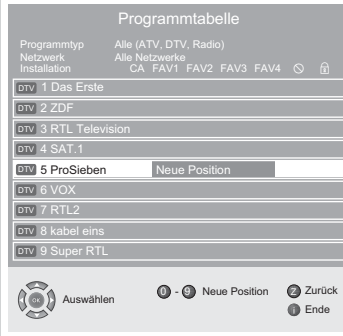 Programmtabelle
Programmtyp Alle (ATV, DTV, Radio)
Netzwerk Alle Netzwerke
Installation CA FAV1 FAV2 FAV3 FAV4
DTV 1 Das Erste
DTV 2 ZDF
DTV 3 RTL Television
DTV 4 SAT.1
DTV 5 ProSieben Neue Position
DTV 6 VOX
DTV 7 RTL2
DTV 8 kabel eins
DTV 9 Super RTL
OK Auswählen 0 - 9 Neue Position Z Zurück
i Ende